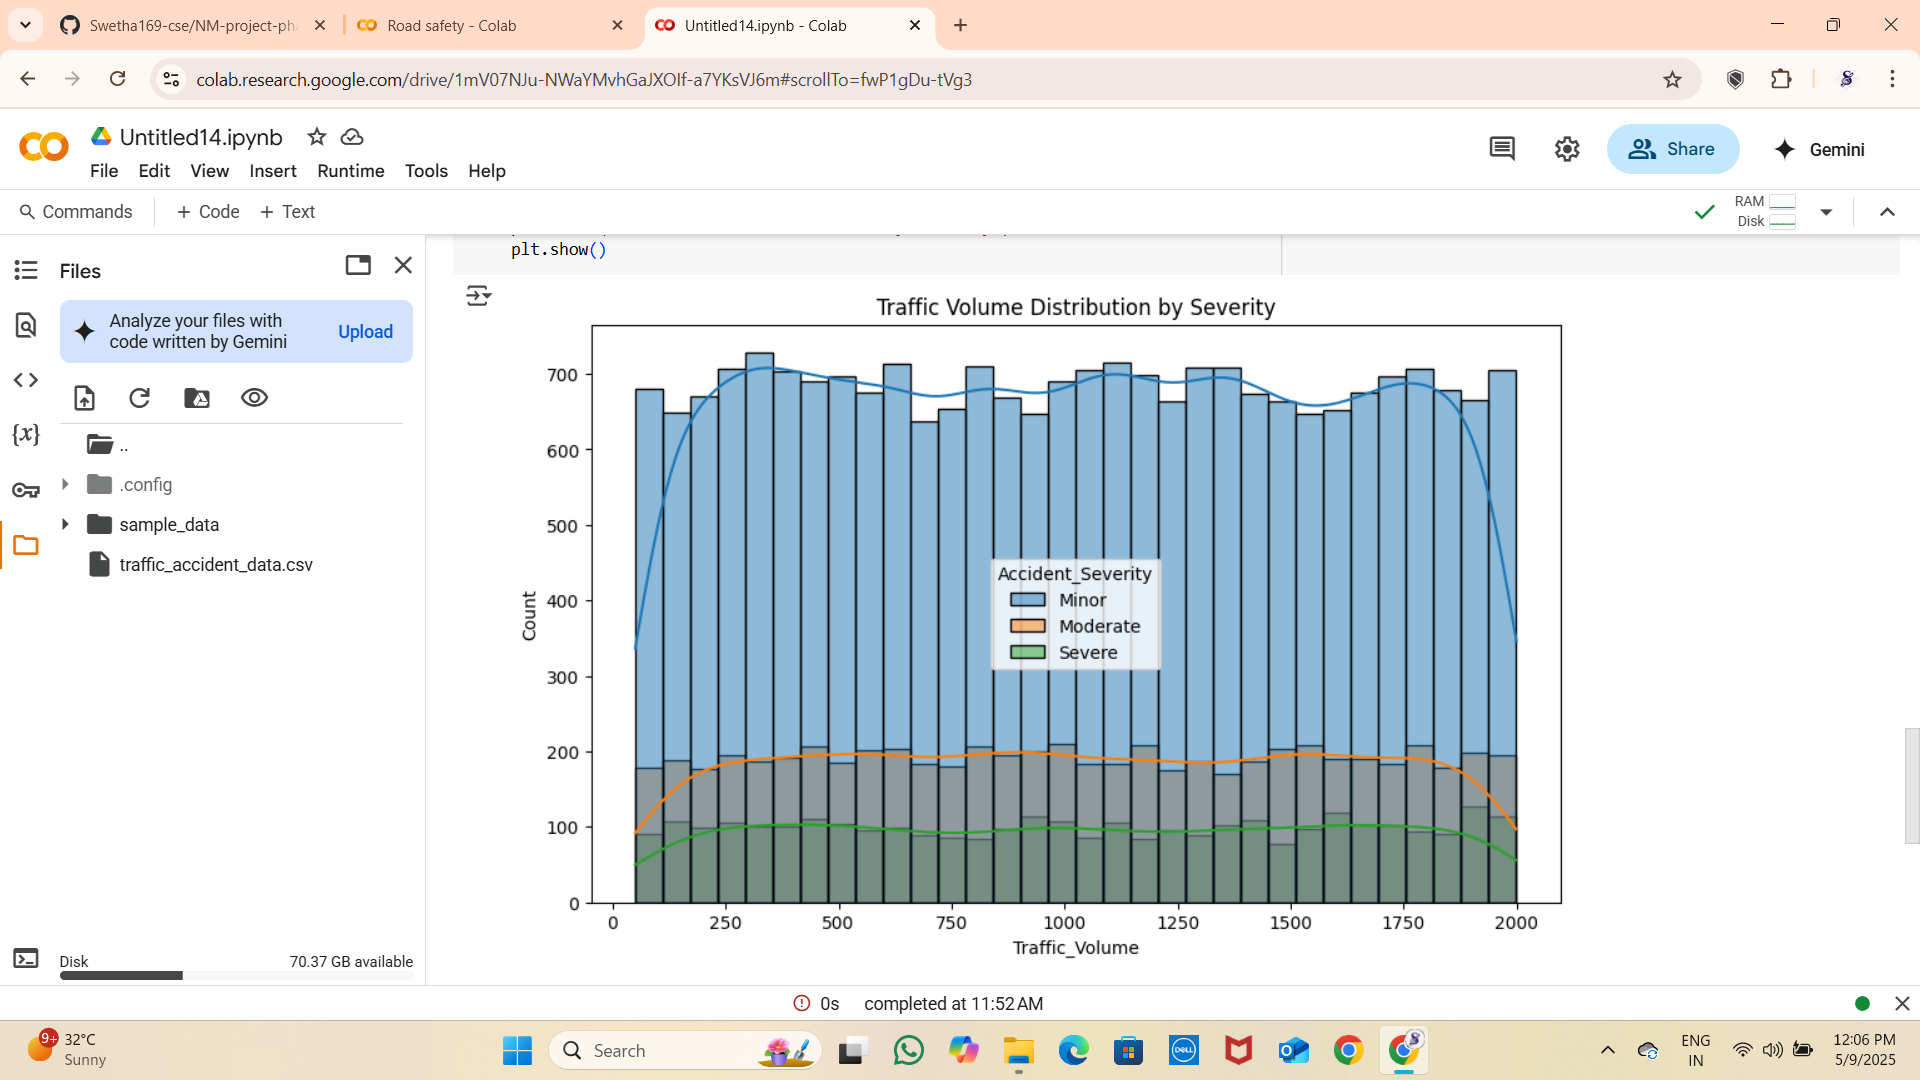 Swetha169-cse/NM-project-pha
Road safety - Colab
Untitled14.ipynb - Colab
colab.research.google.com/drive/1mV07NJu-NWaYMvhGaJXOIf-a7YKsVJ6m#scrollTo=fwP1gDu-tVg3
Untitled14.ipynb
File Edit View Insert Runtime Tools Help
Share
Gemini
Commands
+ Code + Text
RAM
Disk
Files
Analyze your files with
code written by Gemini
Upload
{x}
..
.config
sample_data
traffic_accident_data.csv
Disk
70.37 GB available
plt.show()
Traffic Volume Distribution by Severity
700
600
500
400
300
200
100
0
Count
Accident_Severity
Minor
Moderate
Severe
0 250 500 750 1000 1250 1500 1750 2000
Traffic_Volume
0s completed at 11:52 AM
9+
32°C
Sunny
Search
DELL
ENG
IN
12:06 PM
5/9/2025